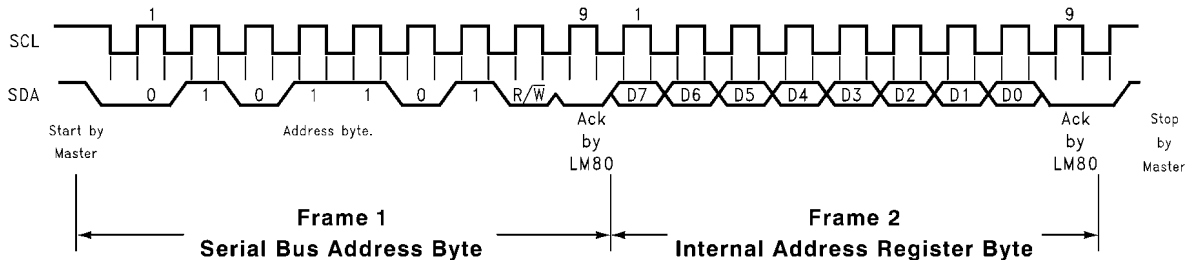 1 9 1 9
SCL
SDA 0 1 0 1 1 0 1 R/W̅ D7 D6 D5 D4 D3 D2 D1 D0
Start by
Master
Address byte.
Ack
by
LM80
Ack
by
LM80
Stop
by
Master
Frame 1
Serial Bus Address Byte
Frame 2
Internal Address Register Byte